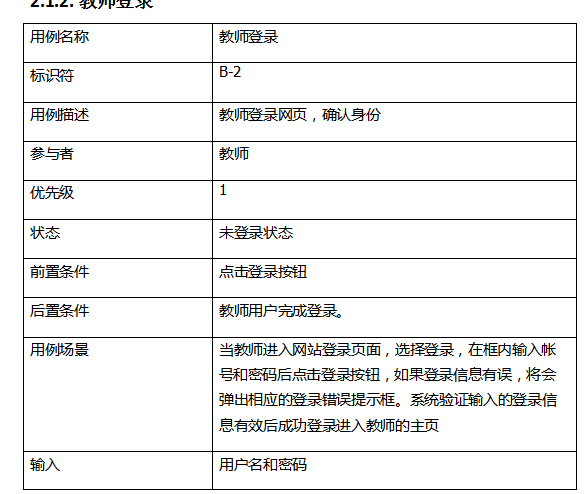 2.1.2. 教师登录
用例名称 教师登录
标识符 B-2
用例描述 教师登录网页，确认身份
参与者 教师
优先级 1
状态 未登录状态
前置条件 点击登录按钮
后置条件 教师用户完成登录。
用例场景 当教师进入网站登录页面，选择登录，在框内输入帐
号和密码后点击登录按钮，如果登录信息有误，将会
弹出相应的登录错误提示框。系统验证输入的登录信
息有效后成功登录进入教师的主页
输入 用户名和密码